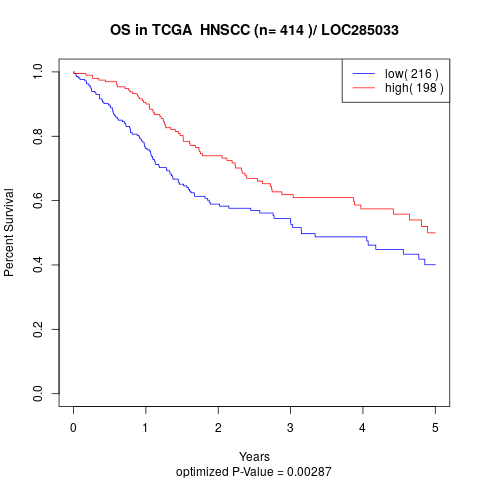 OS in TCGA HNSCC (n= 414 )/ LOC285033
low( 216 )
high( 198 )
Percent Survival
1.0
0.8
0.6
0.4
0.2
0.0
0 1 2 3 4 5
Years
optimized P-Value = 0.00287